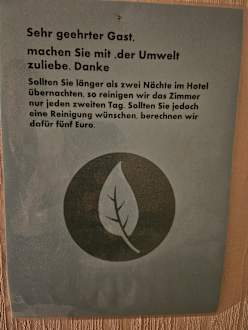 Sehr geehrter Gast,
machen Sie mit ,der Umwelt
zuliebe. Danke
Sollten Sie länger als zwei Nächte im Hotel
übernachten, so reinigen wir das Zimmer
nur jeden zweiten Tag. Sollten Sie jedoch
eine Reinigung wünschen, berechnen wir
dafür fünf Euro.